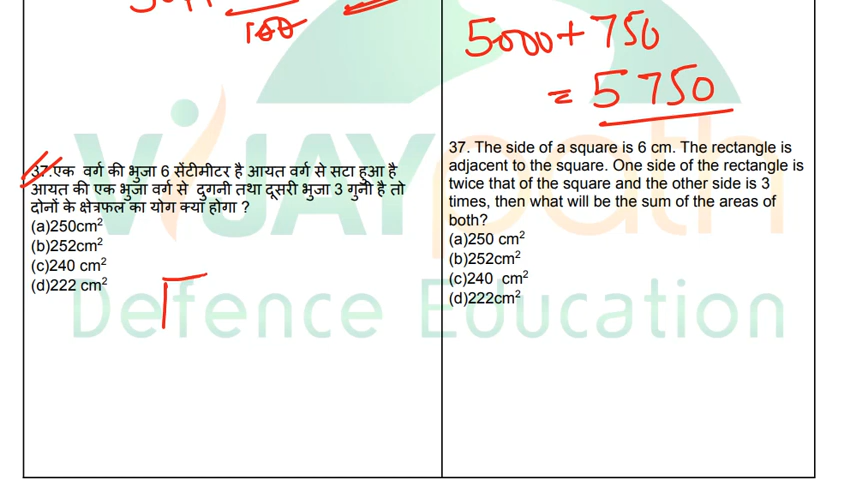 100
5000 + 750
= 5750
37.एक वर्ग की भुजा 6 सेंटीमीटर है आयत वर्ग से सटा हुआ है
आयत की एक भुजा वर्ग से दुगनी तथा दूसरी भुजा 3 गुनी है तो
दोनों के क्षेत्रफल का योग क्या होगा ?
(a)250cm²
(b)252cm²
(c)240 cm²
(d)222 cm²
37. The side of a square is 6 cm. The rectangle is
adjacent to the square. One side of the rectangle is
twice that of the square and the other side is 3
times, then what will be the sum of the areas of
both?
(a)250 cm²
(b)252cm²
(c)240 cm²
(d)222cm²
VIJAYpath
Defence Education